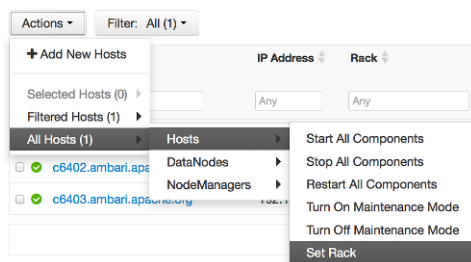 Actions
Filter: All (1)
+ Add New Hosts
IP Address
Rack
Selected Hosts (0)
Filtered Hosts (1)
Any
Any
All Hosts (1)
Hosts
Start All Components
c6402.ambari.apa
DataNodes
Stop All Components
NodeManagers
Restart All Components
c6403.ambari.apache.org
Turn On Maintenance Mode
Turn Off Maintenance Mode
Set Rack